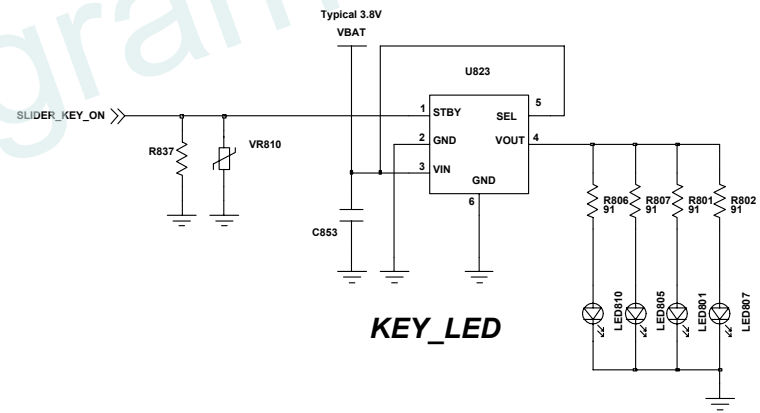 gram
Typical 3.8V
VBAT
U823
SLIDER_KEY_ON
1 STBY
SEL 5
2 GND
VOUT 4
3 VIN
GND
6
R837
VR810
C853
R806
91
R807
91
R801
91
R802
91
LED810
LED805
LED801
LED807
KEY_LED